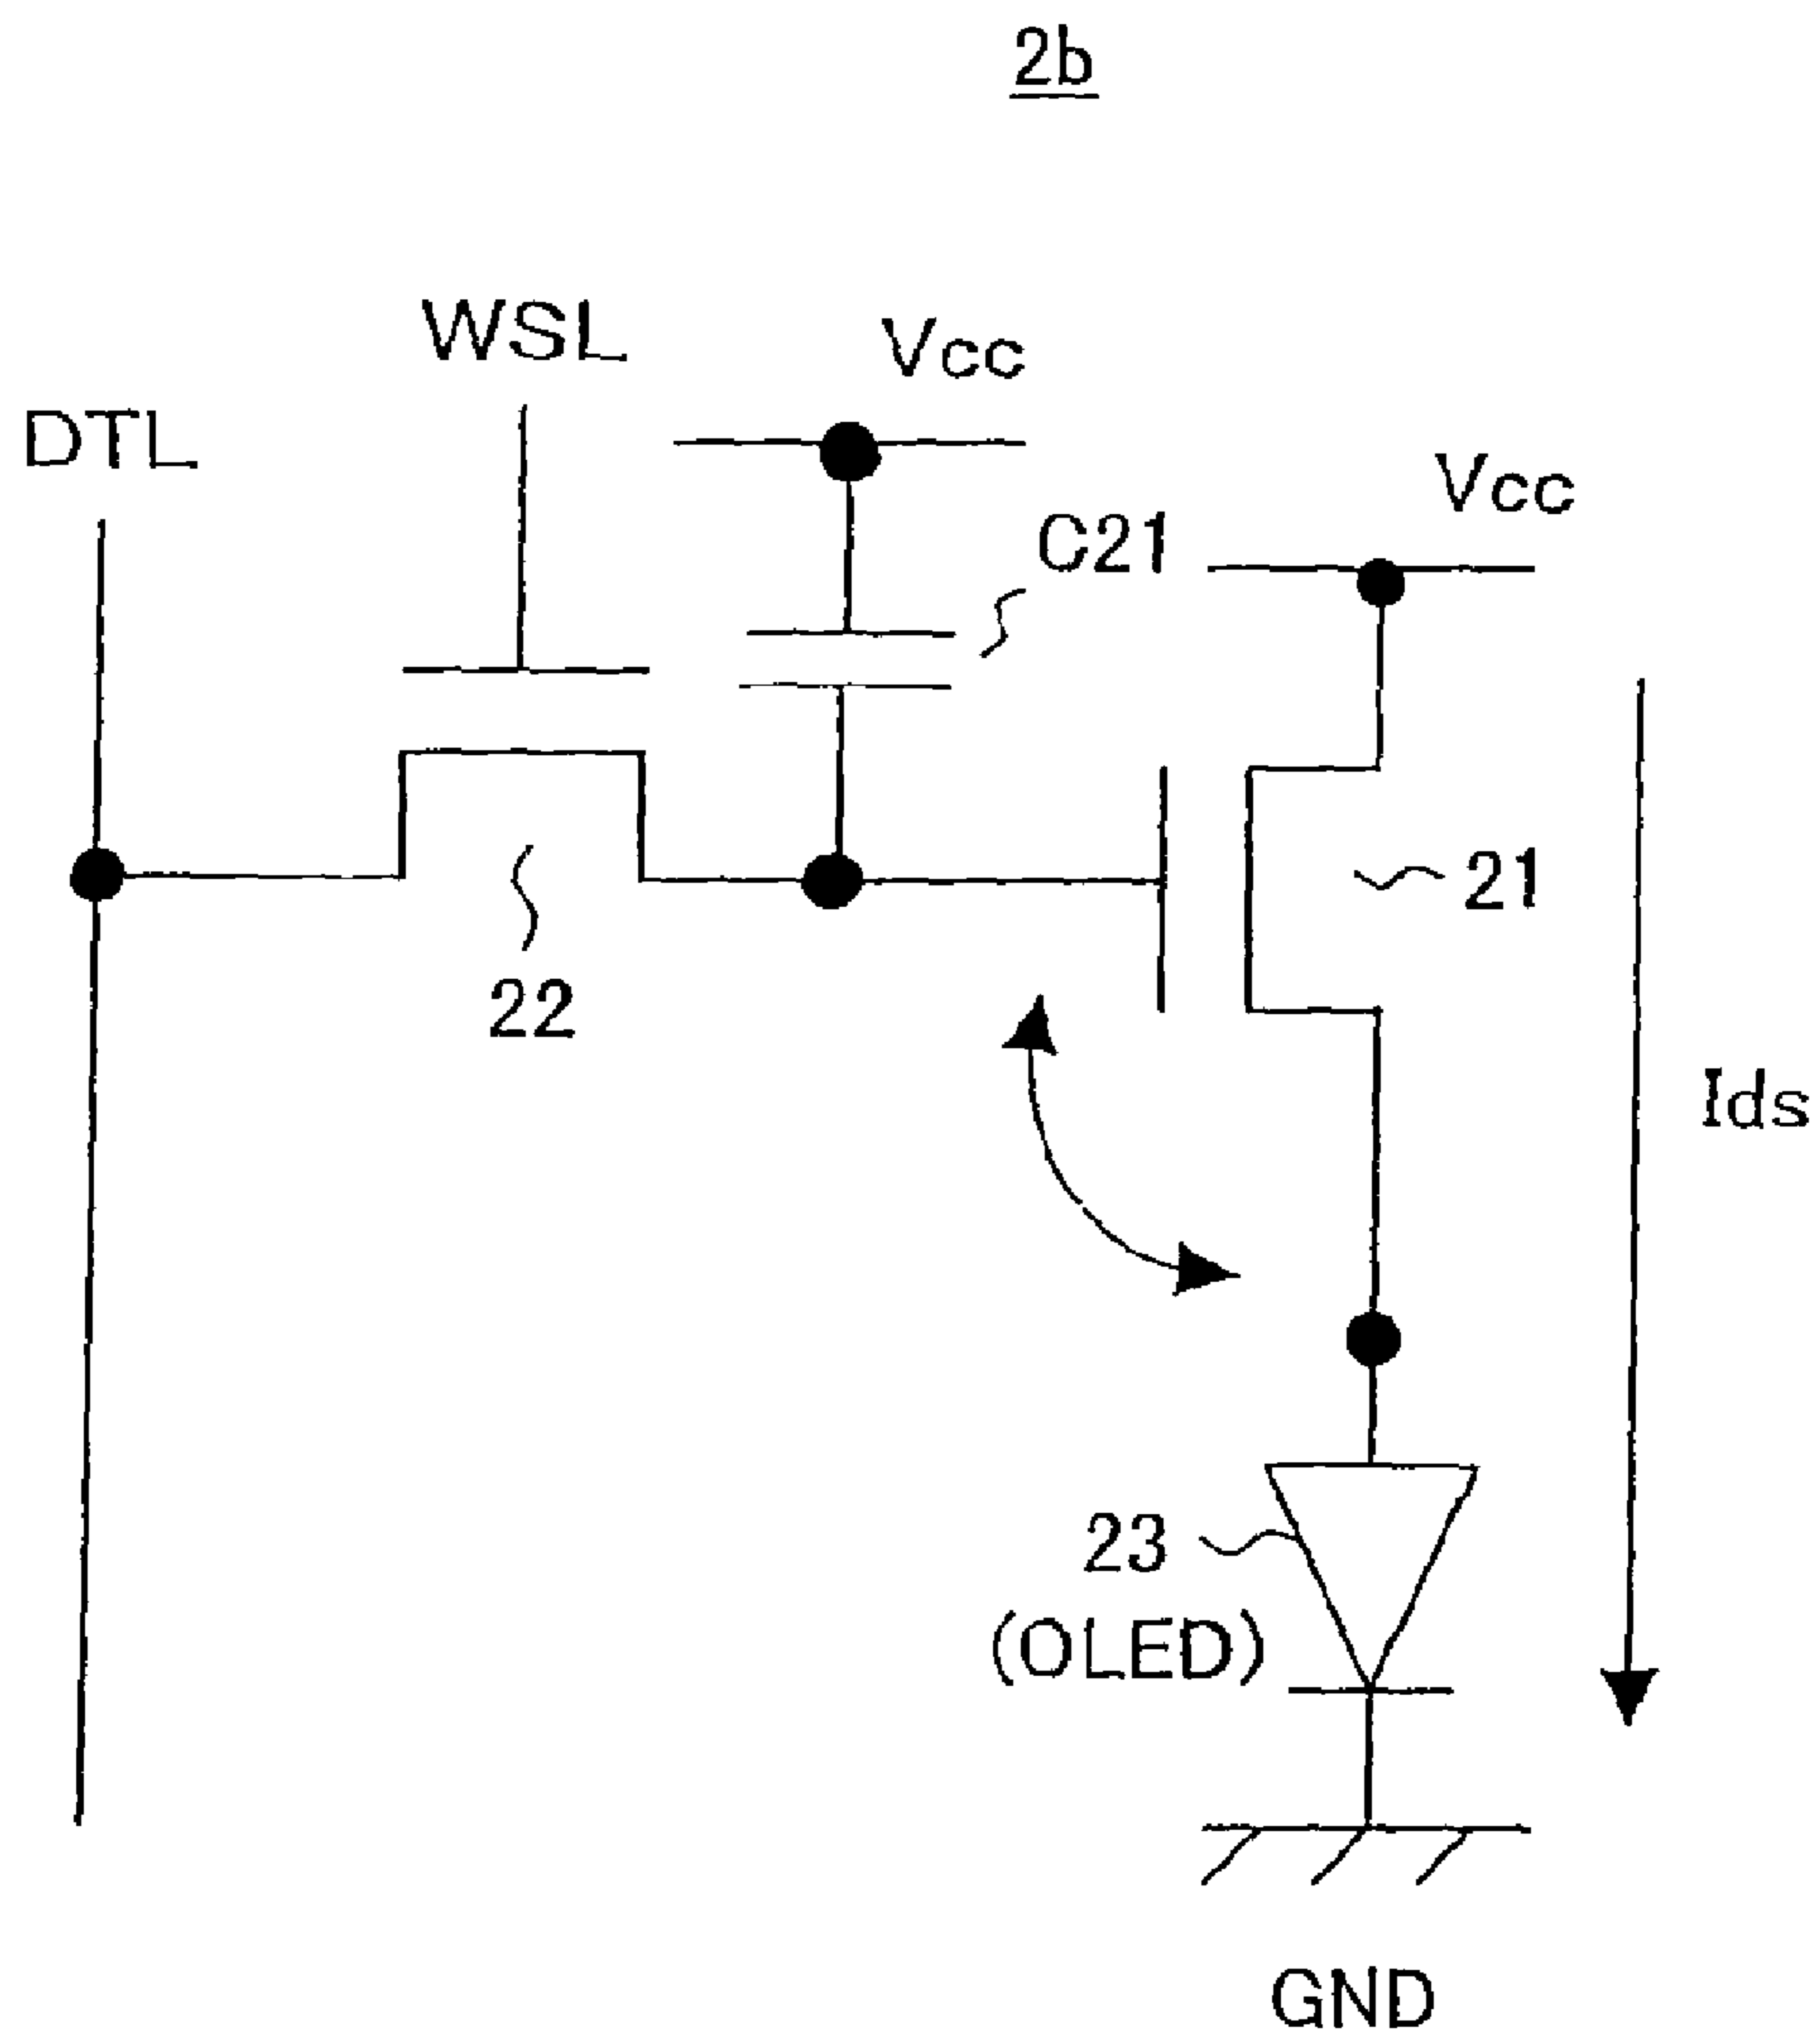 2b
WSL
Vcc
DTL
Vcc
C21
21
22
Ids
23
(OLED)
GND